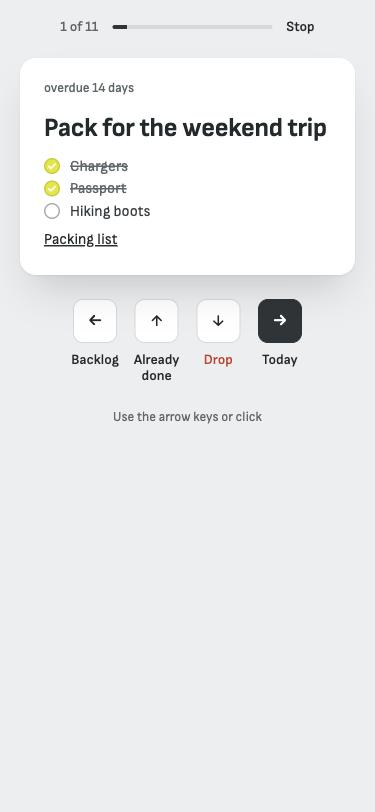 1 of 11
Stop
overdue 14 days
Pack for the weekend trip
Chargers
Passport
Hiking boots
Packing list
Backlog
Already done
Drop
Today
Use the arrow keys or click